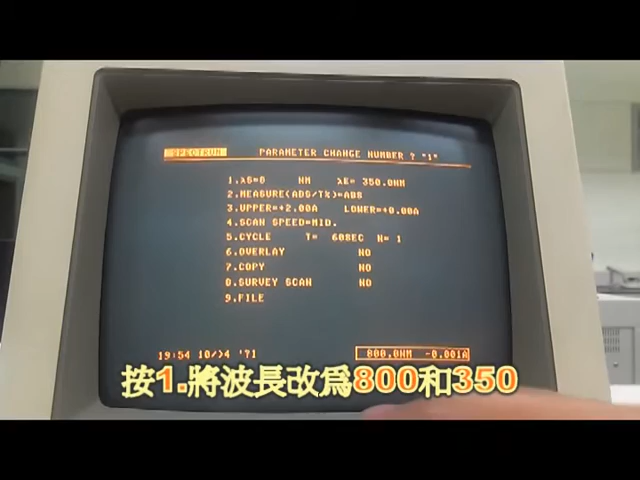 SPECTRUM PARAMETER CHANGE NUMBER ? "1"
1.λS=8 NM λE= 350.0NM
2.MEASURE(ABS/T%)=ABS
3.UPPER=+2.00A LOWER=+0.00A
4.SCAN SPEED=MID.
5.CYCLE T= 60SEC N= 1
6.OVERLAY NO
7.COPY NO
8.SURVEY SCAN NO
9.FILE
19:54 '71
800.0NM -0.001A
按1.將波長改爲800和350